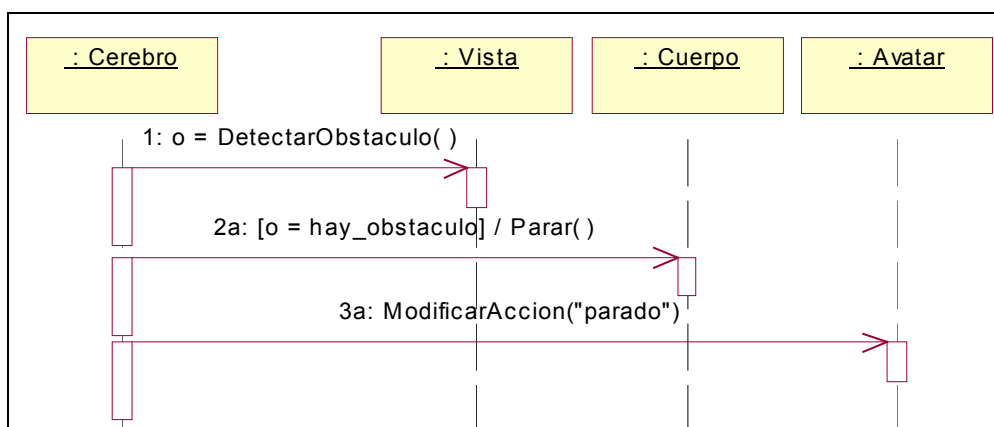 : Cerebro
: Vista
: Cuerpo
: Avatar
1: o = DetectarObstaculo( )
2a: [o = hay_obstaculo] / Parar( )
3a: ModificarAccion("parado")